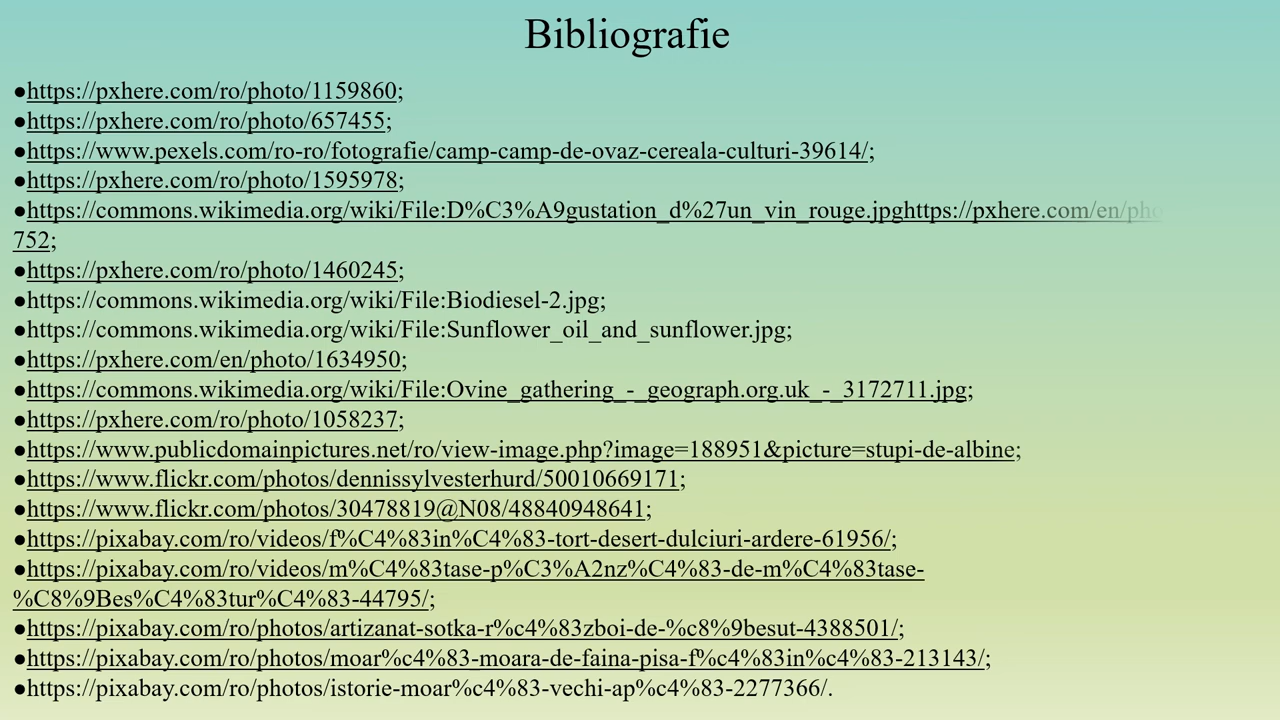 Bibliografie
●https://pxhere.com/ro/photo/1159860;
●https://pxhere.com/ro/photo/657455;
●https://www.pexels.com/ro-ro/fotografie/camp-camp-de-ovaz-cereala-culturi-39614/;
●https://pxhere.com/ro/photo/1595978;
●https://commons.wikimedia.org/wiki/File:D%C3%A9gustation_d%27un_vin_rouge.jpghttps://pxhere.com/en/pho
752;
●https://pxhere.com/ro/photo/1460245;
●https://commons.wikimedia.org/wiki/File:Biodiesel-2.jpg;
●https://commons.wikimedia.org/wiki/File:Sunflower_oil_and_sunflower.jpg;
●https://pxhere.com/en/photo/1634950;
●https://commons.wikimedia.org/wiki/File:Ovine_gathering_-_geograph.org.uk_-_3172711.jpg;
●https://pxhere.com/ro/photo/1058237;
●https://www.publicdomainpictures.net/ro/view-image.php?image=188951&picture=stupi-de-albine;
●https://www.flickr.com/photos/dennissylvesterhurd/50010669171;
●https://www.flickr.com/photos/30478819@N08/48840948641;
●https://pixabay.com/ro/videos/f%C4%83in%C4%83-tort-desert-dulciuri-ardere-61956/;
●https://pixabay.com/ro/videos/m%C4%83tase-p%C3%A2nz%C4%83-de-m%C4%83tase-
%C8%9Bes%C4%83tur%C4%83-44795/;
●https://pixabay.com/ro/photos/artizanat-sotka-r%c4%83zboi-de-%c8%9besut-4388501/;
●https://pixabay.com/ro/photos/moar%c4%83-moara-de-faina-pisa-f%c4%83in%c4%83-213143/;
●https://pixabay.com/ro/photos/istorie-moar%c4%83-vechi-ap%c4%83-2277366/.